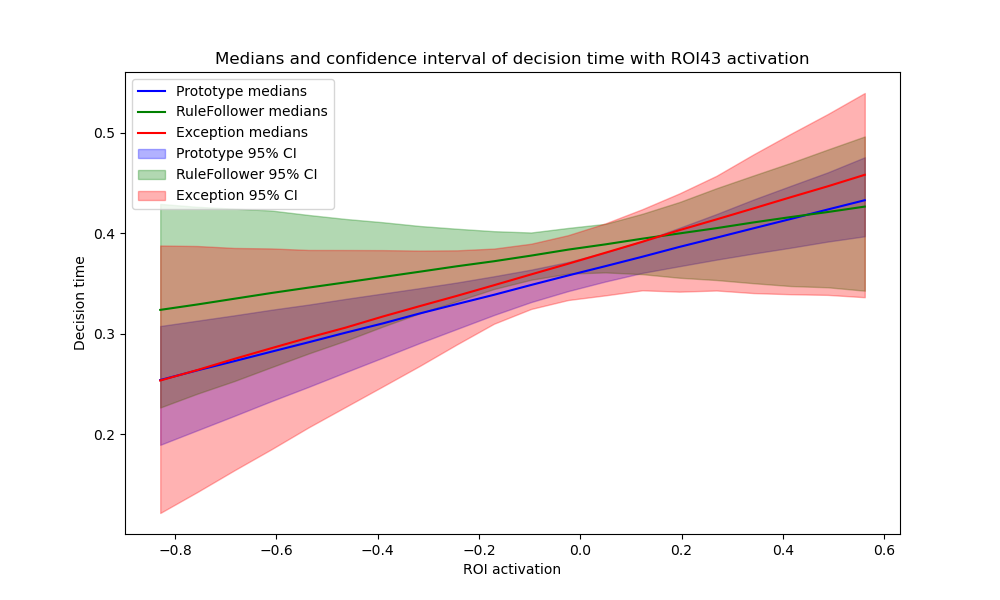 Medians and confidence interval of decision time with ROI43 activation
Prototype medians
RuleFollower medians
Exception medians
Prototype 95% CI
RuleFollower 95% CI
Exception 95% CI
Decision time
0.5
0.4
0.3
0.2
−0.8 −0.6 −0.4 −0.2 0.0 0.2 0.4 0.6
ROI activation